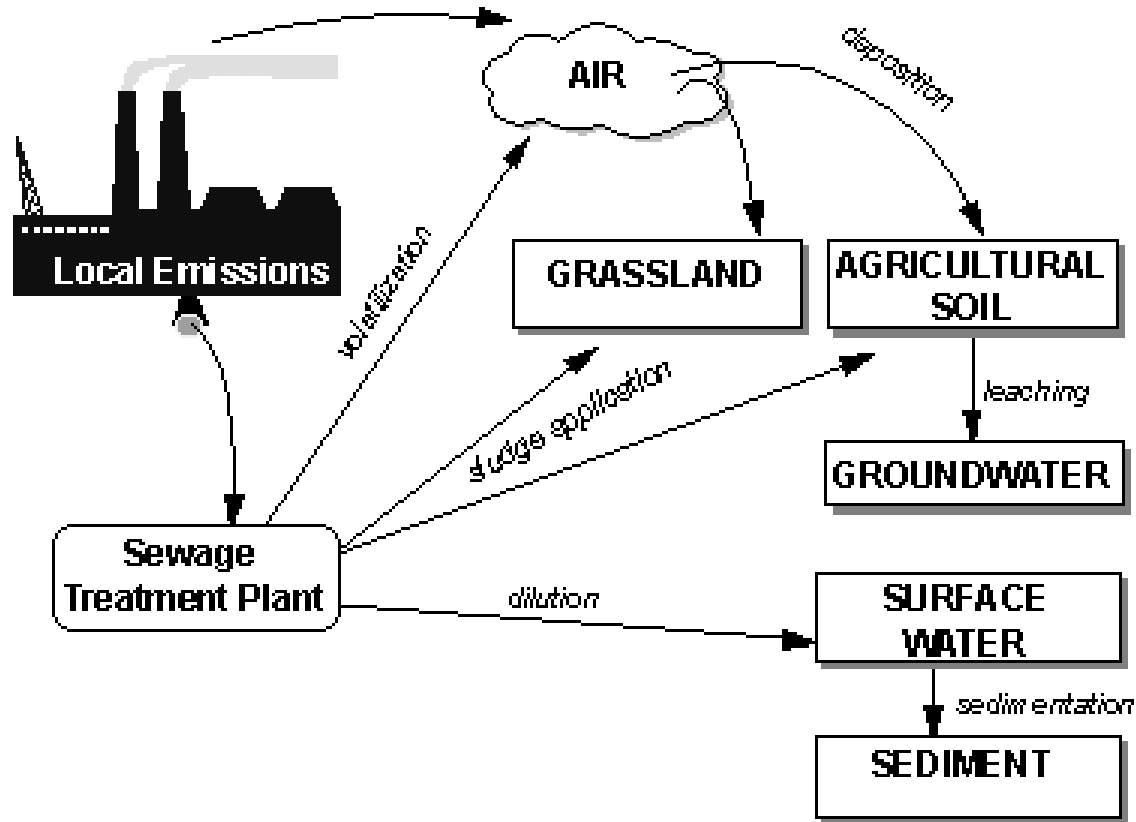 AIR
disposition
Local Emissions
volatilization
GRASSLAND
AGRICULTURAL
SOIL
sludge application
leaching
GROUNDWATER
Sewage
Treatment Plant
dilution
SURFACE
WATER
sedimentation
SEDIMENT